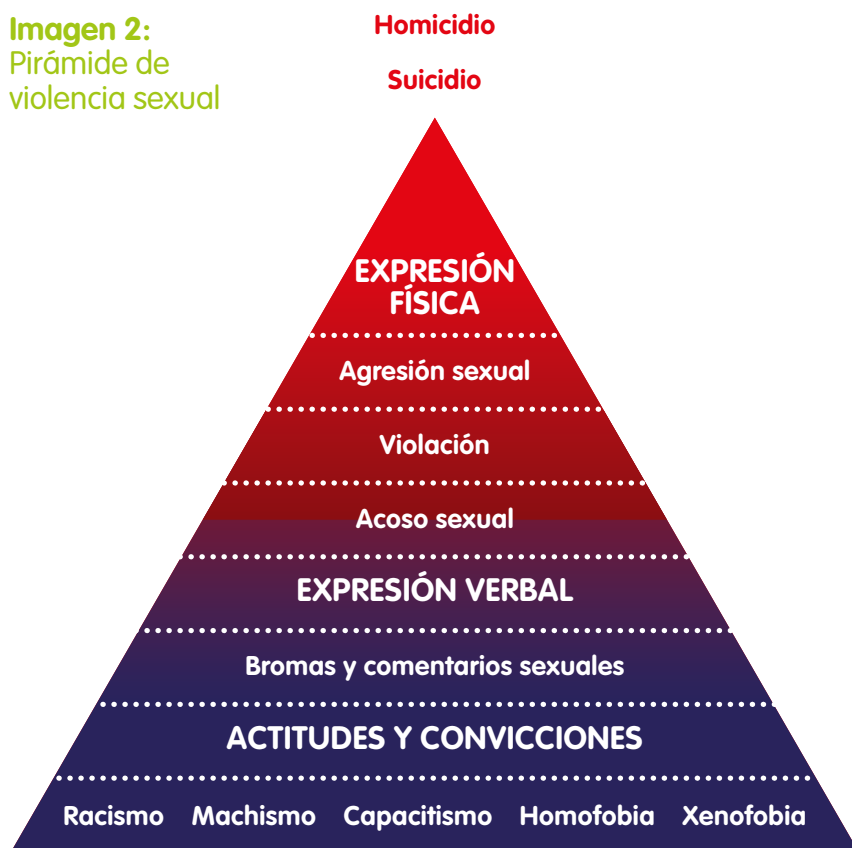 Imagen 2:
Pirámide de
violencia sexual
Homicidio
Suicidio
EXPRESIÓN
FÍSICA
Agresión sexual
Violación
Acoso sexual
EXPRESIÓN VERBAL
Bromas y comentarios sexuales
ACTITUDES Y CONVICCIONES
Racismo Machismo Capacitismo Homofobia Xenofobia